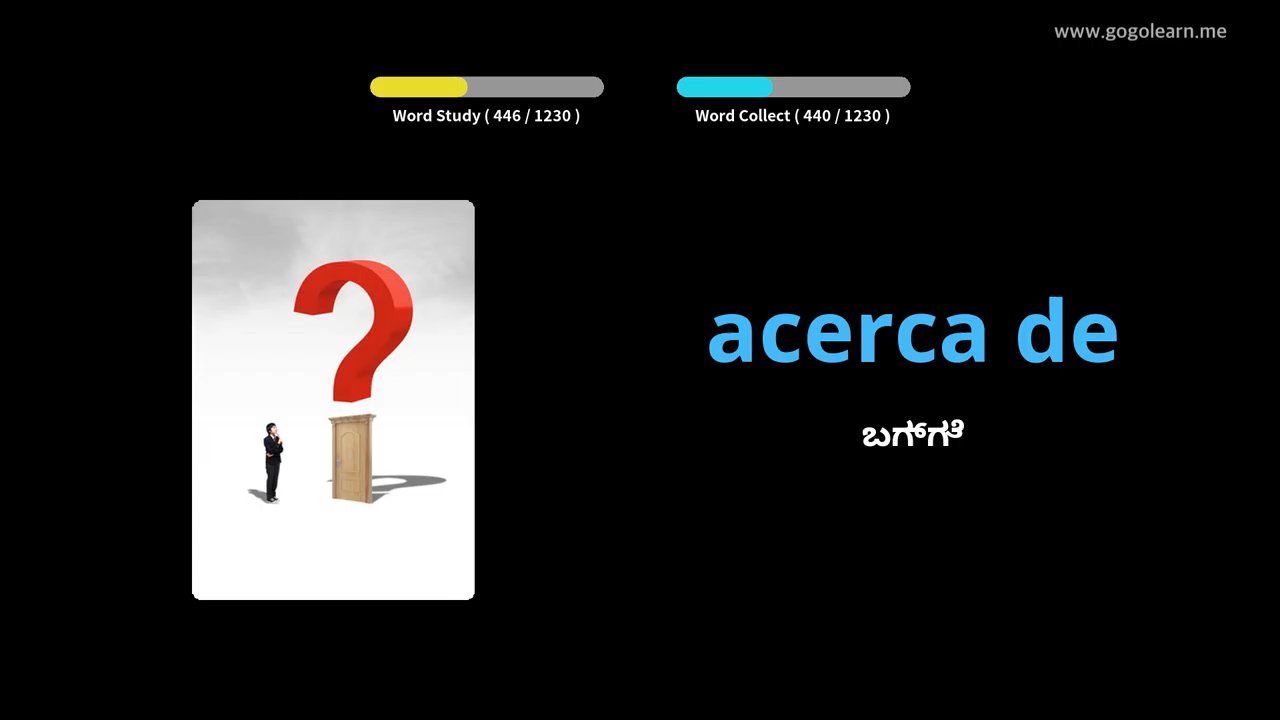 www.gogolearn.me
Word Study ( 446 / 1230 )
Word Collect ( 440 / 1230 )
acerca de
ಬಗ್‌ಗೆ